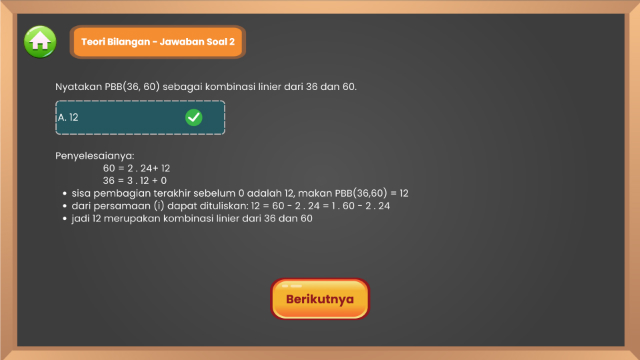 Teori Bilangan - Jawaban Soal 2
Nyatakan PBB(36, 60) sebagai kombinasi linier dari 36 dan 60.
A. 12
Penyelesaianya:
60 = 2 . 24+ 12
36 = 3 . 12 + 0
• sisa pembagian terakhir sebelum 0 adalah 12, makan PBB(36,60) = 12
• dari persamaan (i) dapat dituliskan: 12 = 60 - 2 . 24 = 1 . 60 - 2 . 24
• jadi 12 merupakan kombinasi linier dari 36 dan 60
Berikutnya